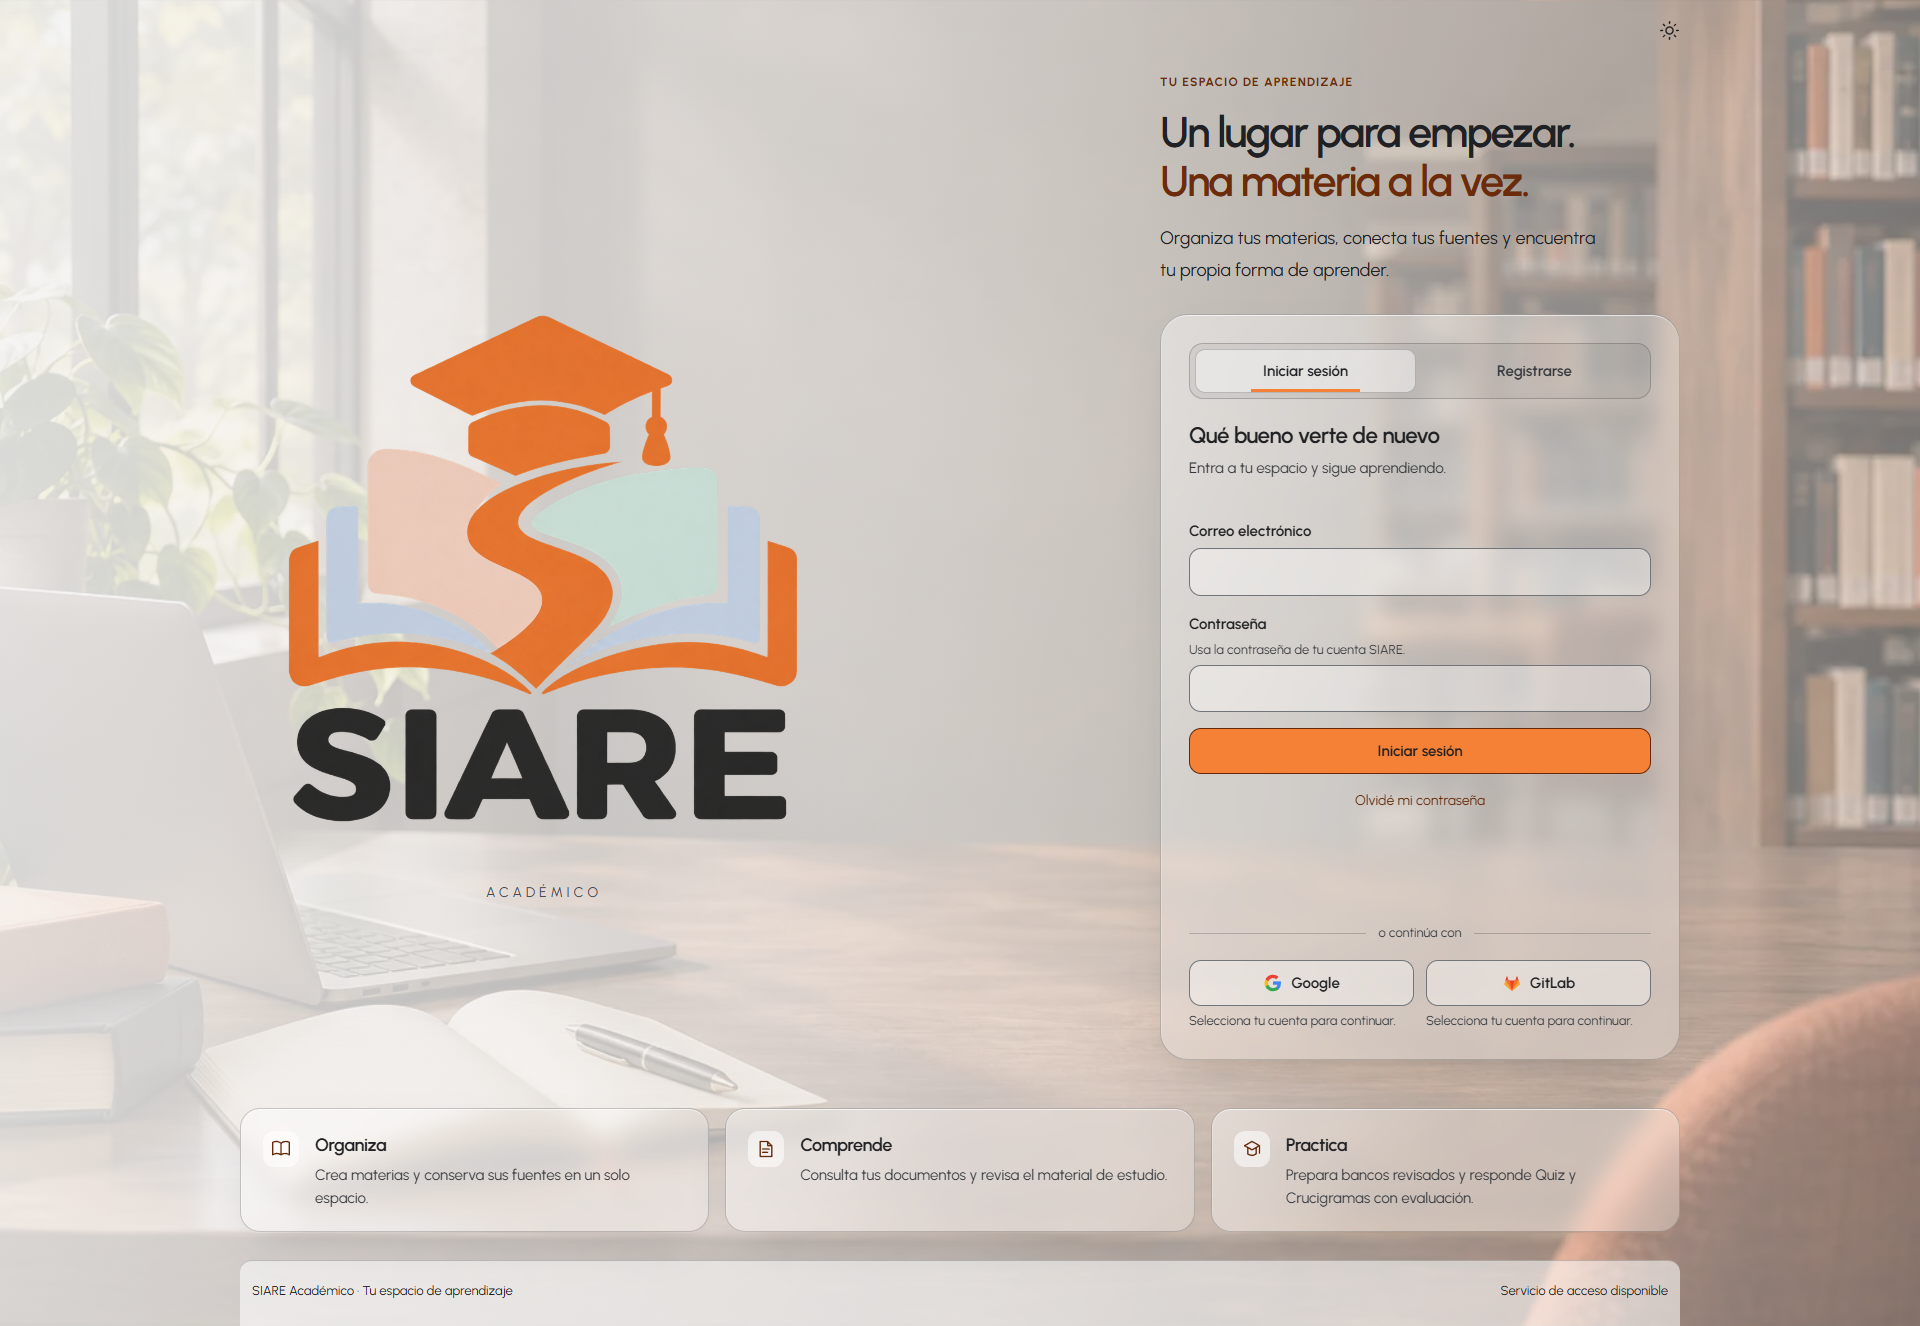 TU ESPACIO DE APRENDIZAJE
Un lugar para empezar.
Una materia a la vez.
Organiza tus materias, conecta tus fuentes y encuentra
tu propia forma de aprender.
SIARE
ACADÉMICO
Iniciar sesión
Registrarse
Qué bueno verte de nuevo
Entra a tu espacio y sigue aprendiendo.
Correo electrónico
Contraseña
Usa la contraseña de tu cuenta SIARE.
Iniciar sesión
Olvidé mi contraseña
o continúa con
Google
GitLab
Selecciona tu cuenta para continuar.
Selecciona tu cuenta para continuar.
Organiza
Crea materias y conserva sus fuentes en un solo
espacio.
Comprende
Consulta tus documentos y revisa el material de estudio.
Practica
Prepara bancos revisados y responde Quiz y
Crucigramas con evaluación.
SIARE Académico · Tu espacio de aprendizaje
Servicio de acceso disponible